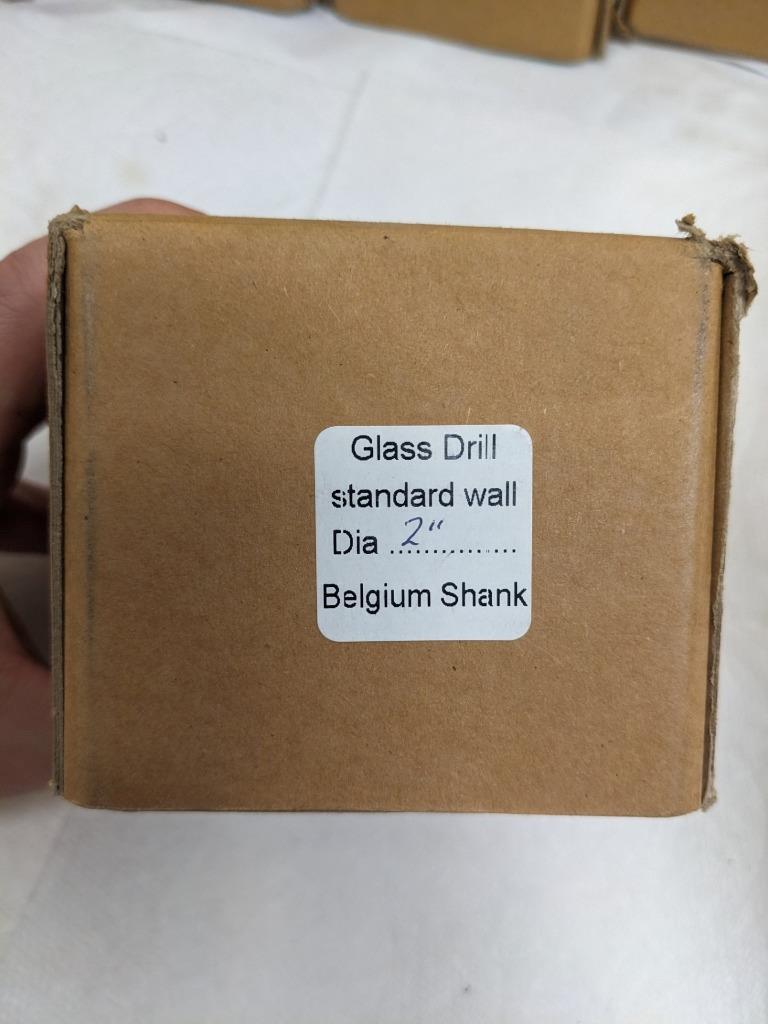 Glass Drill
standard wall
Dia ..2"............
Belgium Shank